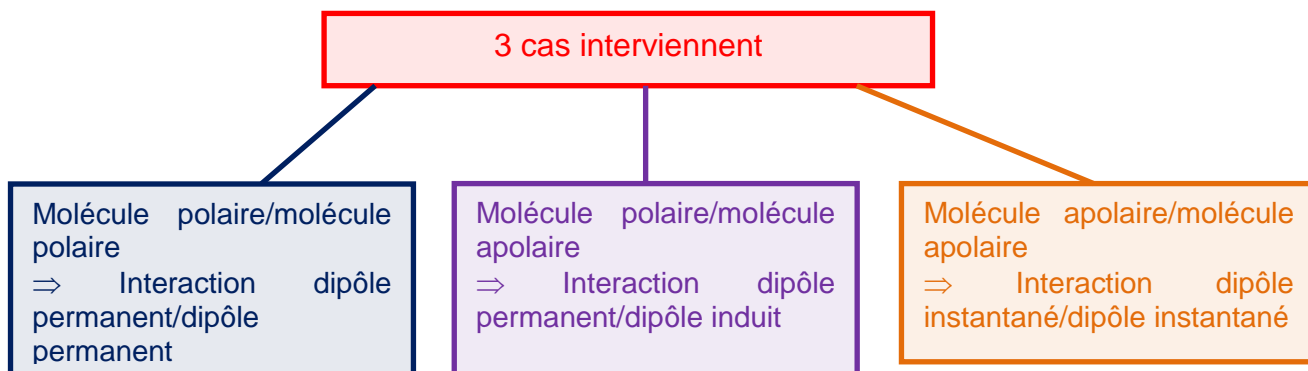 3 cas interviennent
Molécule polaire/molécule
polaire
⇒ Interaction dipôle
permanent/dipôle
permanent
Molécule polaire/molécule
apolaire
⇒ Interaction dipôle
permanent/dipôle induit
Molécule apolaire/molécule
apolaire
⇒ Interaction dipôle
instantané/dipôle instantané